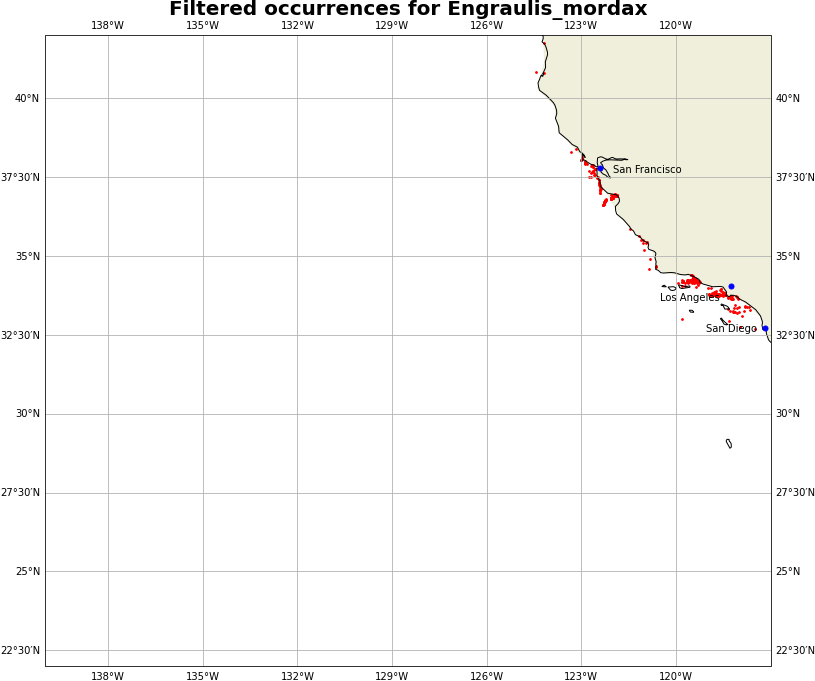 Filtered occurrences for Engraulis_mordax
138°W 135°W 132°W 129°W 126°W 123°W 120°W
40°N 40°N
San Francisco
37°30′N 37°30′N
35°N 35°N
Los Angeles
San Diego
32°30′N 32°30′N
30°N 30°N
27°30′N 27°30′N
25°N 25°N
22°30′N 22°30′N
138°W 135°W 132°W 129°W 126°W 123°W 120°W